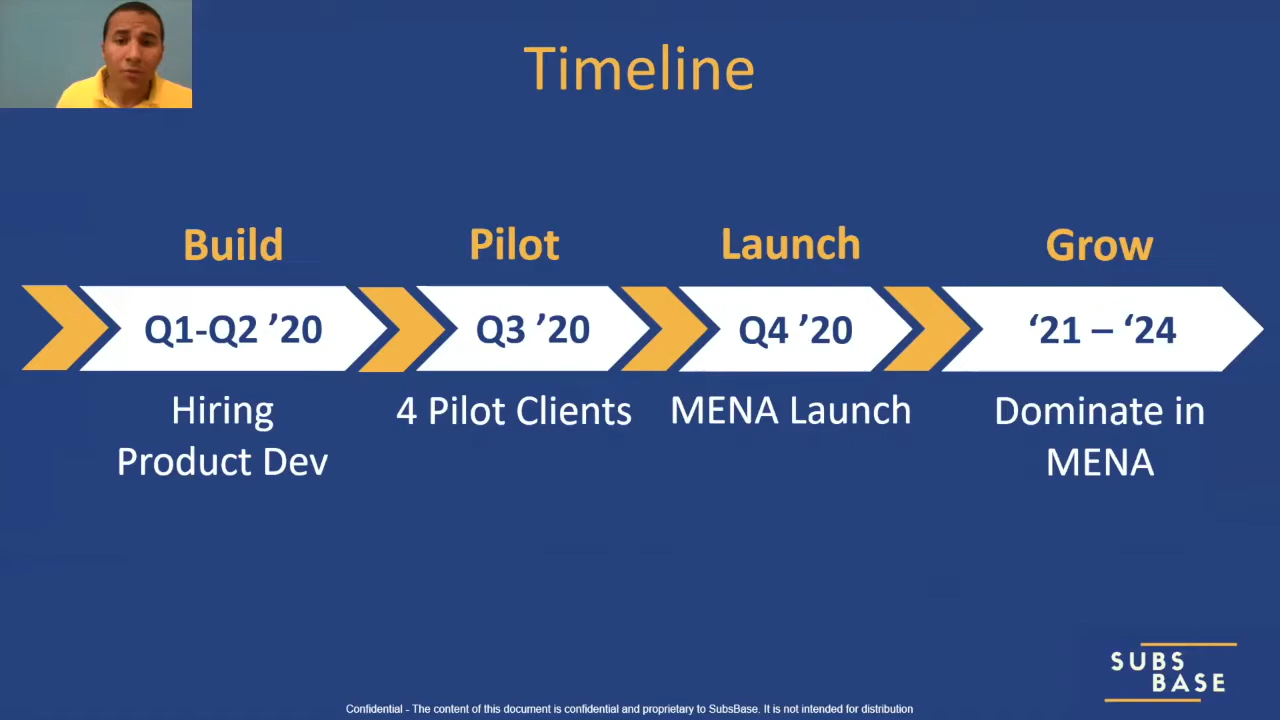 Timeline
Build
Pilot
Launch
Grow
Q1-Q2 ’20
Q3 ’20
Q4 ’20
‘21 – ‘24
Hiring
Product Dev
4 Pilot Clients
MENA Launch
Dominate in
MENA
SUBS
BASE
Confidential - The content of this document is confidential and proprietary to SubsBase. It is not intended for distribution